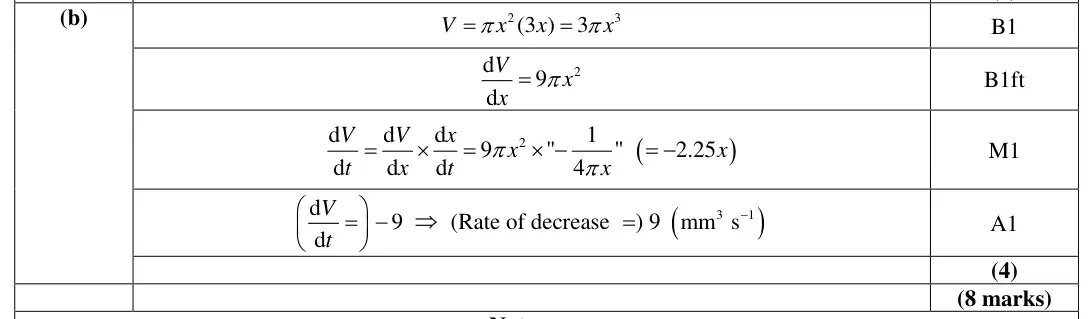 (b) V = πx²(3x) = 3πx³ B1
dV/dx = 9πx² B1ft
dV/dt = dV/dx × dx/dt = 9πx² × "− 1/(4πx)" (= −2.25x) M1
(dV/dt =) −9 ⇒ (Rate of decrease =) 9 (mm³ s⁻¹) A1
(4)
(8 marks)